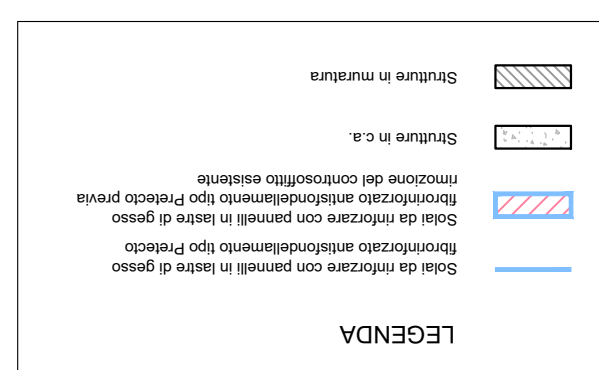 LEGENDA
Solai da rinforzare con pannelli in lastre di gesso
fibrorinforzato antisfondellamento tipo Pretecto
Solai da rinforzare con pannelli in lastre di gesso
fibrorinforzato antisfondellamento tipo Pretecto previa
rimozione del controsoffitto esistente
Strutture in c.a.
Strutture in muratura